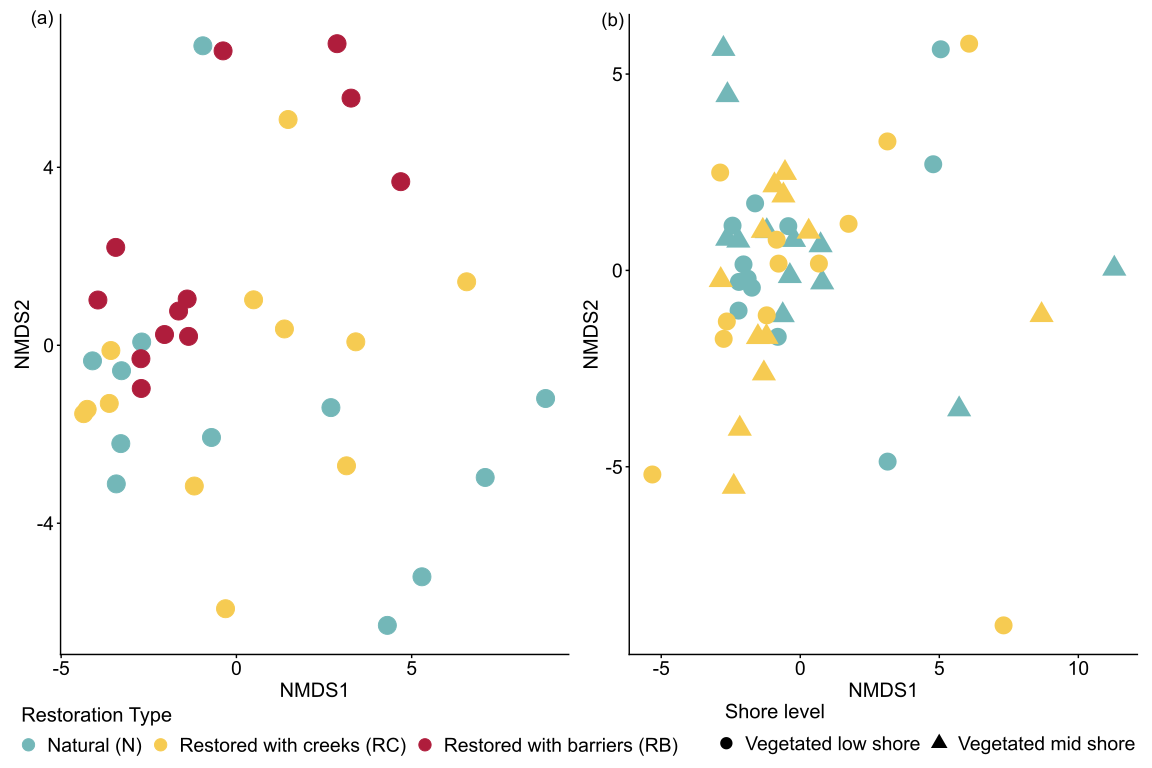 (a)
(b)
4
0
-4
NMDS2
-5
0
5
NMDS1
5
0
-5
NMDS2
-5
0
5
10
NMDS1
Restoration Type
Natural (N) Restored with creeks (RC) Restored with barriers (RB)
Shore level
Vegetated low shore Vegetated mid shore